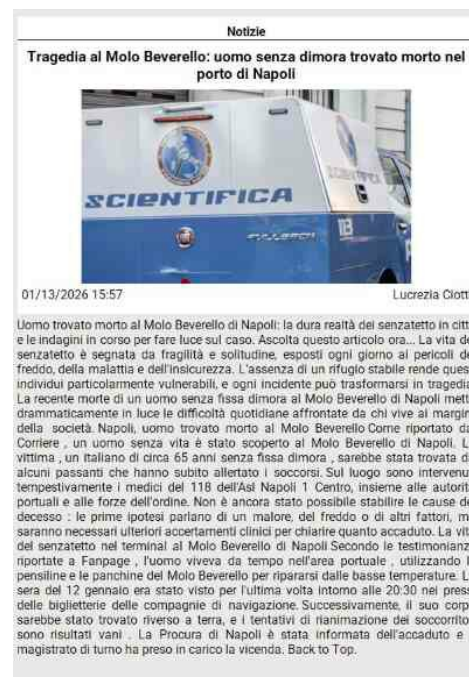 Notizie
Tragedia al Molo Beverello: uomo senza dimora trovato morto nel
porto di Napoli
SCIENTIFICA
FULLBACK
113
01/13/2026 15:57
Lucrezia Ciotti
Uomo trovato morto al Molo Beverello di Napoli: la dura realtà dei senzatetto in citt
e le indagini in corso per fare luce sul caso. Ascolta questo articolo ora... La vita de
senzatetto è segnata da fragilità e solitudine, esposti ogni giorno ai pericoli de
freddo, della malattia e dell'insicurezza. L'assenza di un rifugio stabile rende quest
individui particolarmente vulnerabili, e ogni incidente può trasformarsi in tragedia
La recente morte di un uomo senza fissa dimora al Molo Beverello di Napoli mett
drammaticamente in luce le difficoltà quotidiane affrontate da chi vive ai margin
della società. Napoli, uomo trovato morto al Molo Beverello Come riportato da
Corriere , un uomo senza vita è stato scoperto al Molo Beverello di Napoli. L
vittima , un italiano di circa 65 anni senza fissa dimora , sarebbe stata trovata d
alcuni passanti che hanno subito allertato i soccorsi. Sul luogo sono intervenu
tempestivamente i medici del 118 dell'Asl Napoli 1 Centro, insieme alle autorit
portuali e alle forze dell'ordine. Non è ancora stato possibile stabilire le cause de
decesso : le prime ipotesi parlano di un malore, del freddo o di altri fattori, m
saranno necessari ulteriori accertamenti clinici per chiarire quanto accaduto. La vit
del senzatetto nel terminal al Molo Beverello di Napoli Secondo le testimonianz
riportate a Fanpage , l'uomo viveva da tempo nell'area portuale , utilizzando l
pensiline e le panchine del Molo Beverello per ripararsi dalle basse temperature. L
sera del 12 gennaio era stato visto per l'ultima volta intorno alle 20:30 nei press
delle biglietterie delle compagnie di navigazione. Successivamente, il suo corp
sarebbe stato trovato riverso a terra, e i tentativi di rianimazione dei soccorrito
sono risultati vani . La Procura di Napoli è stata informata dell'accaduto e
magistrato di turno ha preso in carico la vicenda. Back to Top.